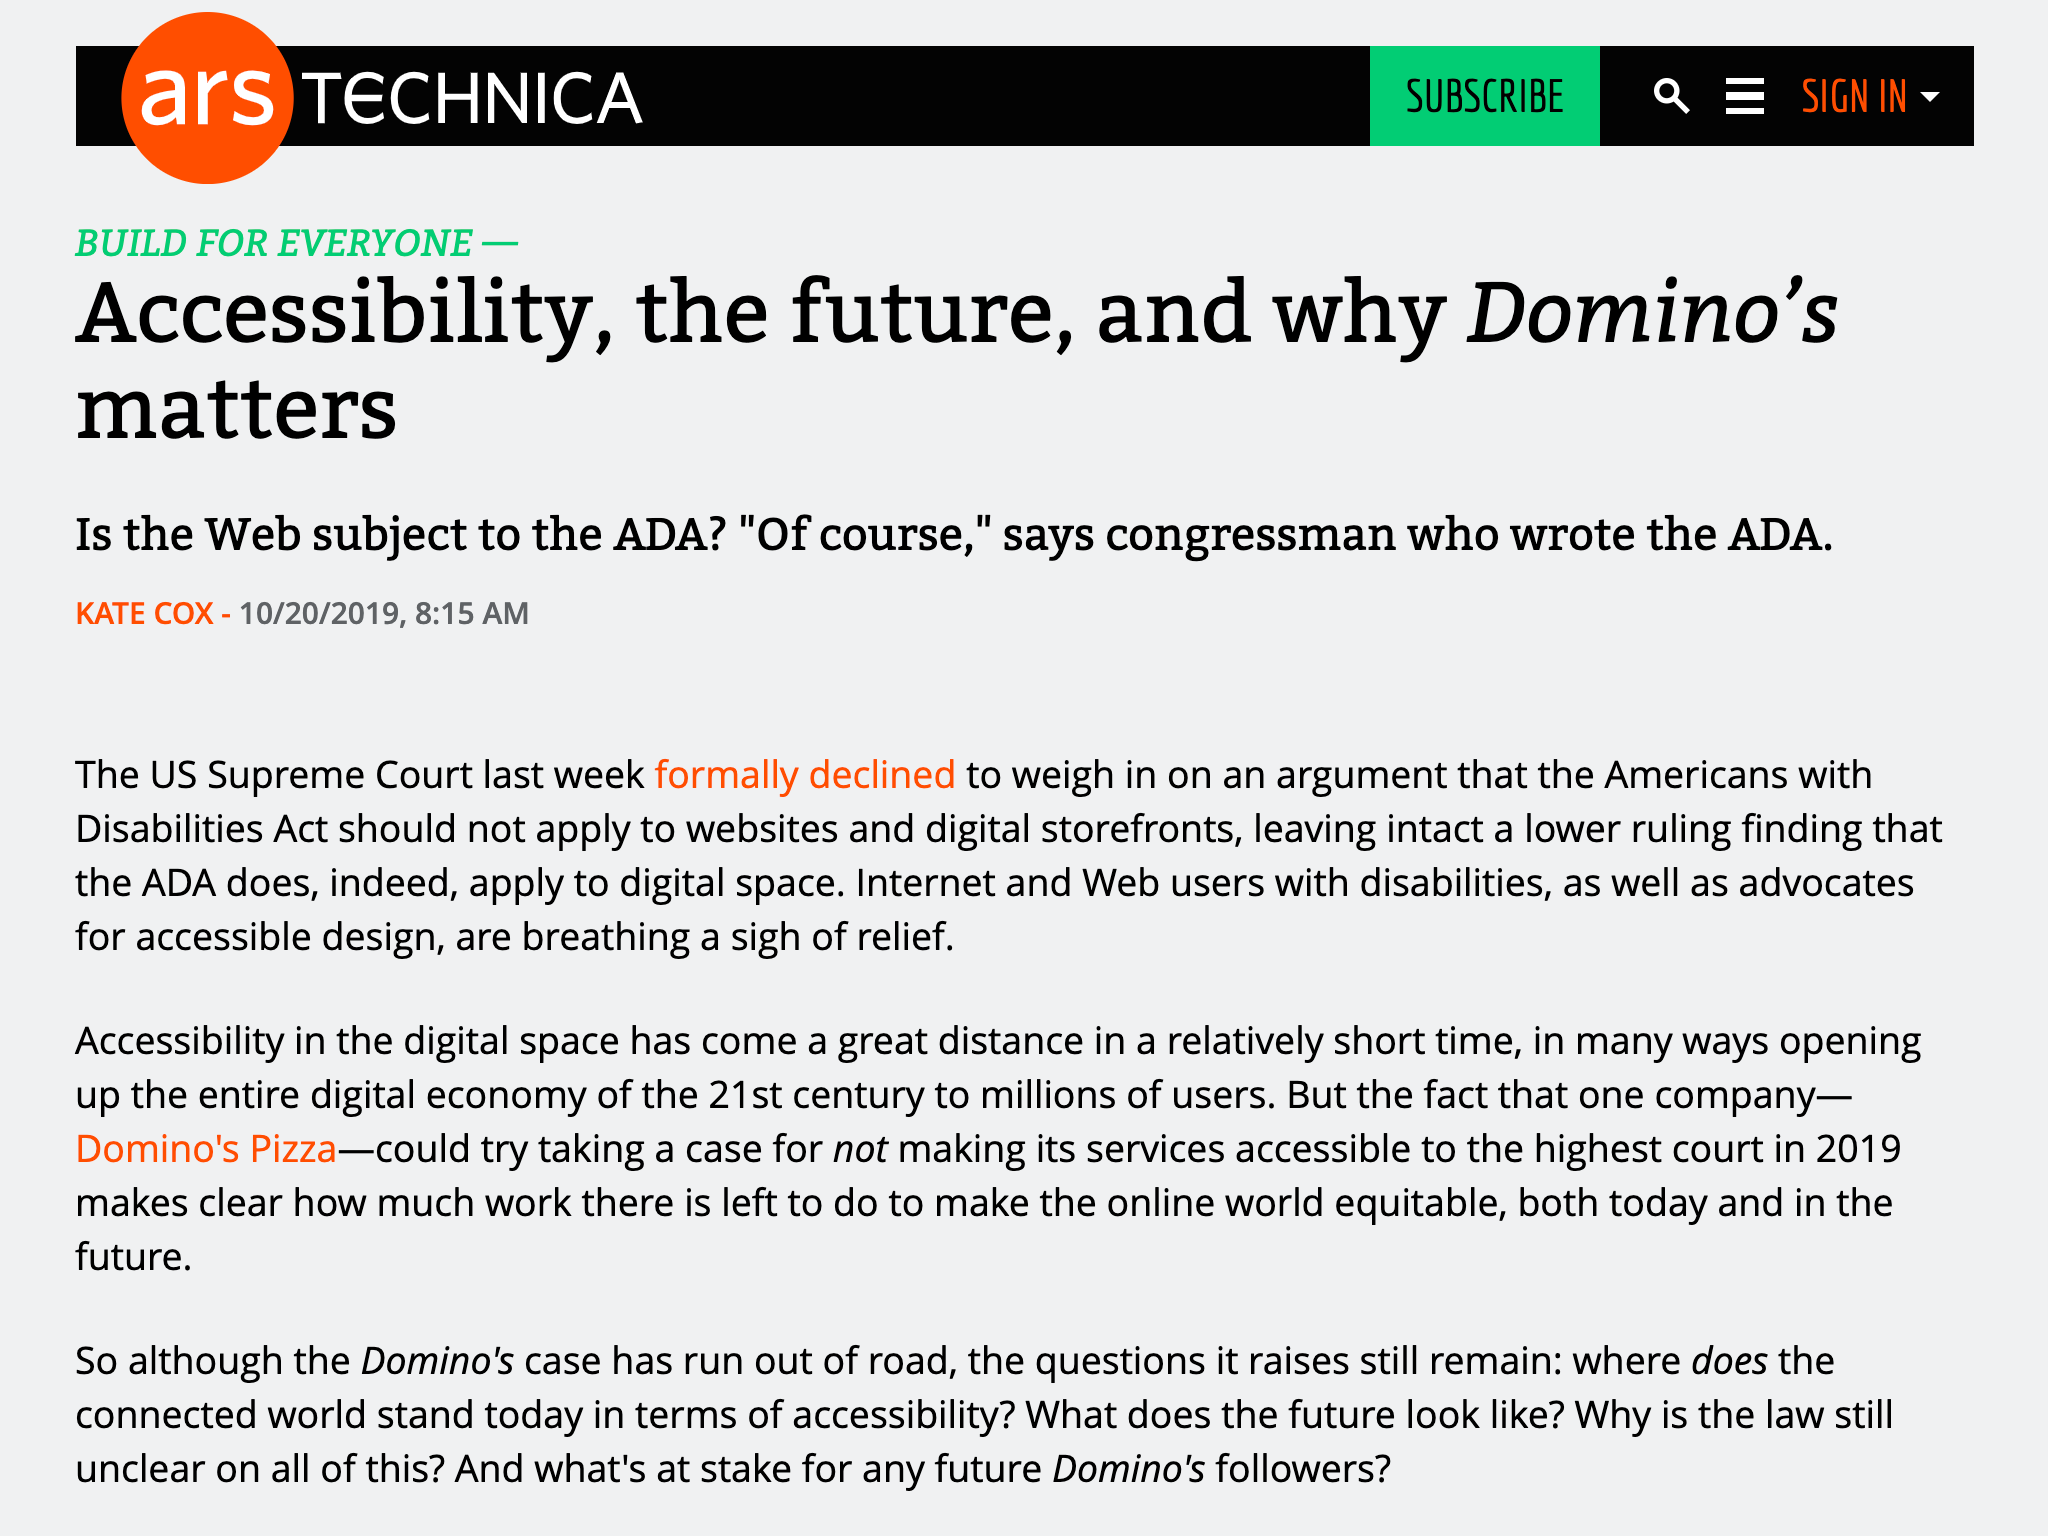 ars TECHNICA
SUBSCRIBE
SIGN IN
BUILD FOR EVERYONE —
Accessibility, the future, and why Domino’s
matters
Is the Web subject to the ADA? "Of course," says congressman who wrote the ADA.
KATE COX - 10/20/2019, 8:15 AM
The US Supreme Court last week formally declined to weigh in on an argument that the Americans with
Disabilities Act should not apply to websites and digital storefronts, leaving intact a lower ruling finding that
the ADA does, indeed, apply to digital space. Internet and Web users with disabilities, as well as advocates
for accessible design, are breathing a sigh of relief.
Accessibility in the digital space has come a great distance in a relatively short time, in many ways opening
up the entire digital economy of the 21st century to millions of users. But the fact that one company—
Domino's Pizza—could try taking a case for not making its services accessible to the highest court in 2019
makes clear how much work there is left to do to make the online world equitable, both today and in the
future.
So although the Domino's case has run out of road, the questions it raises still remain: where does the
connected world stand today in terms of accessibility? What does the future look like? Why is the law still
unclear on all of this? And what's at stake for any future Domino's followers?